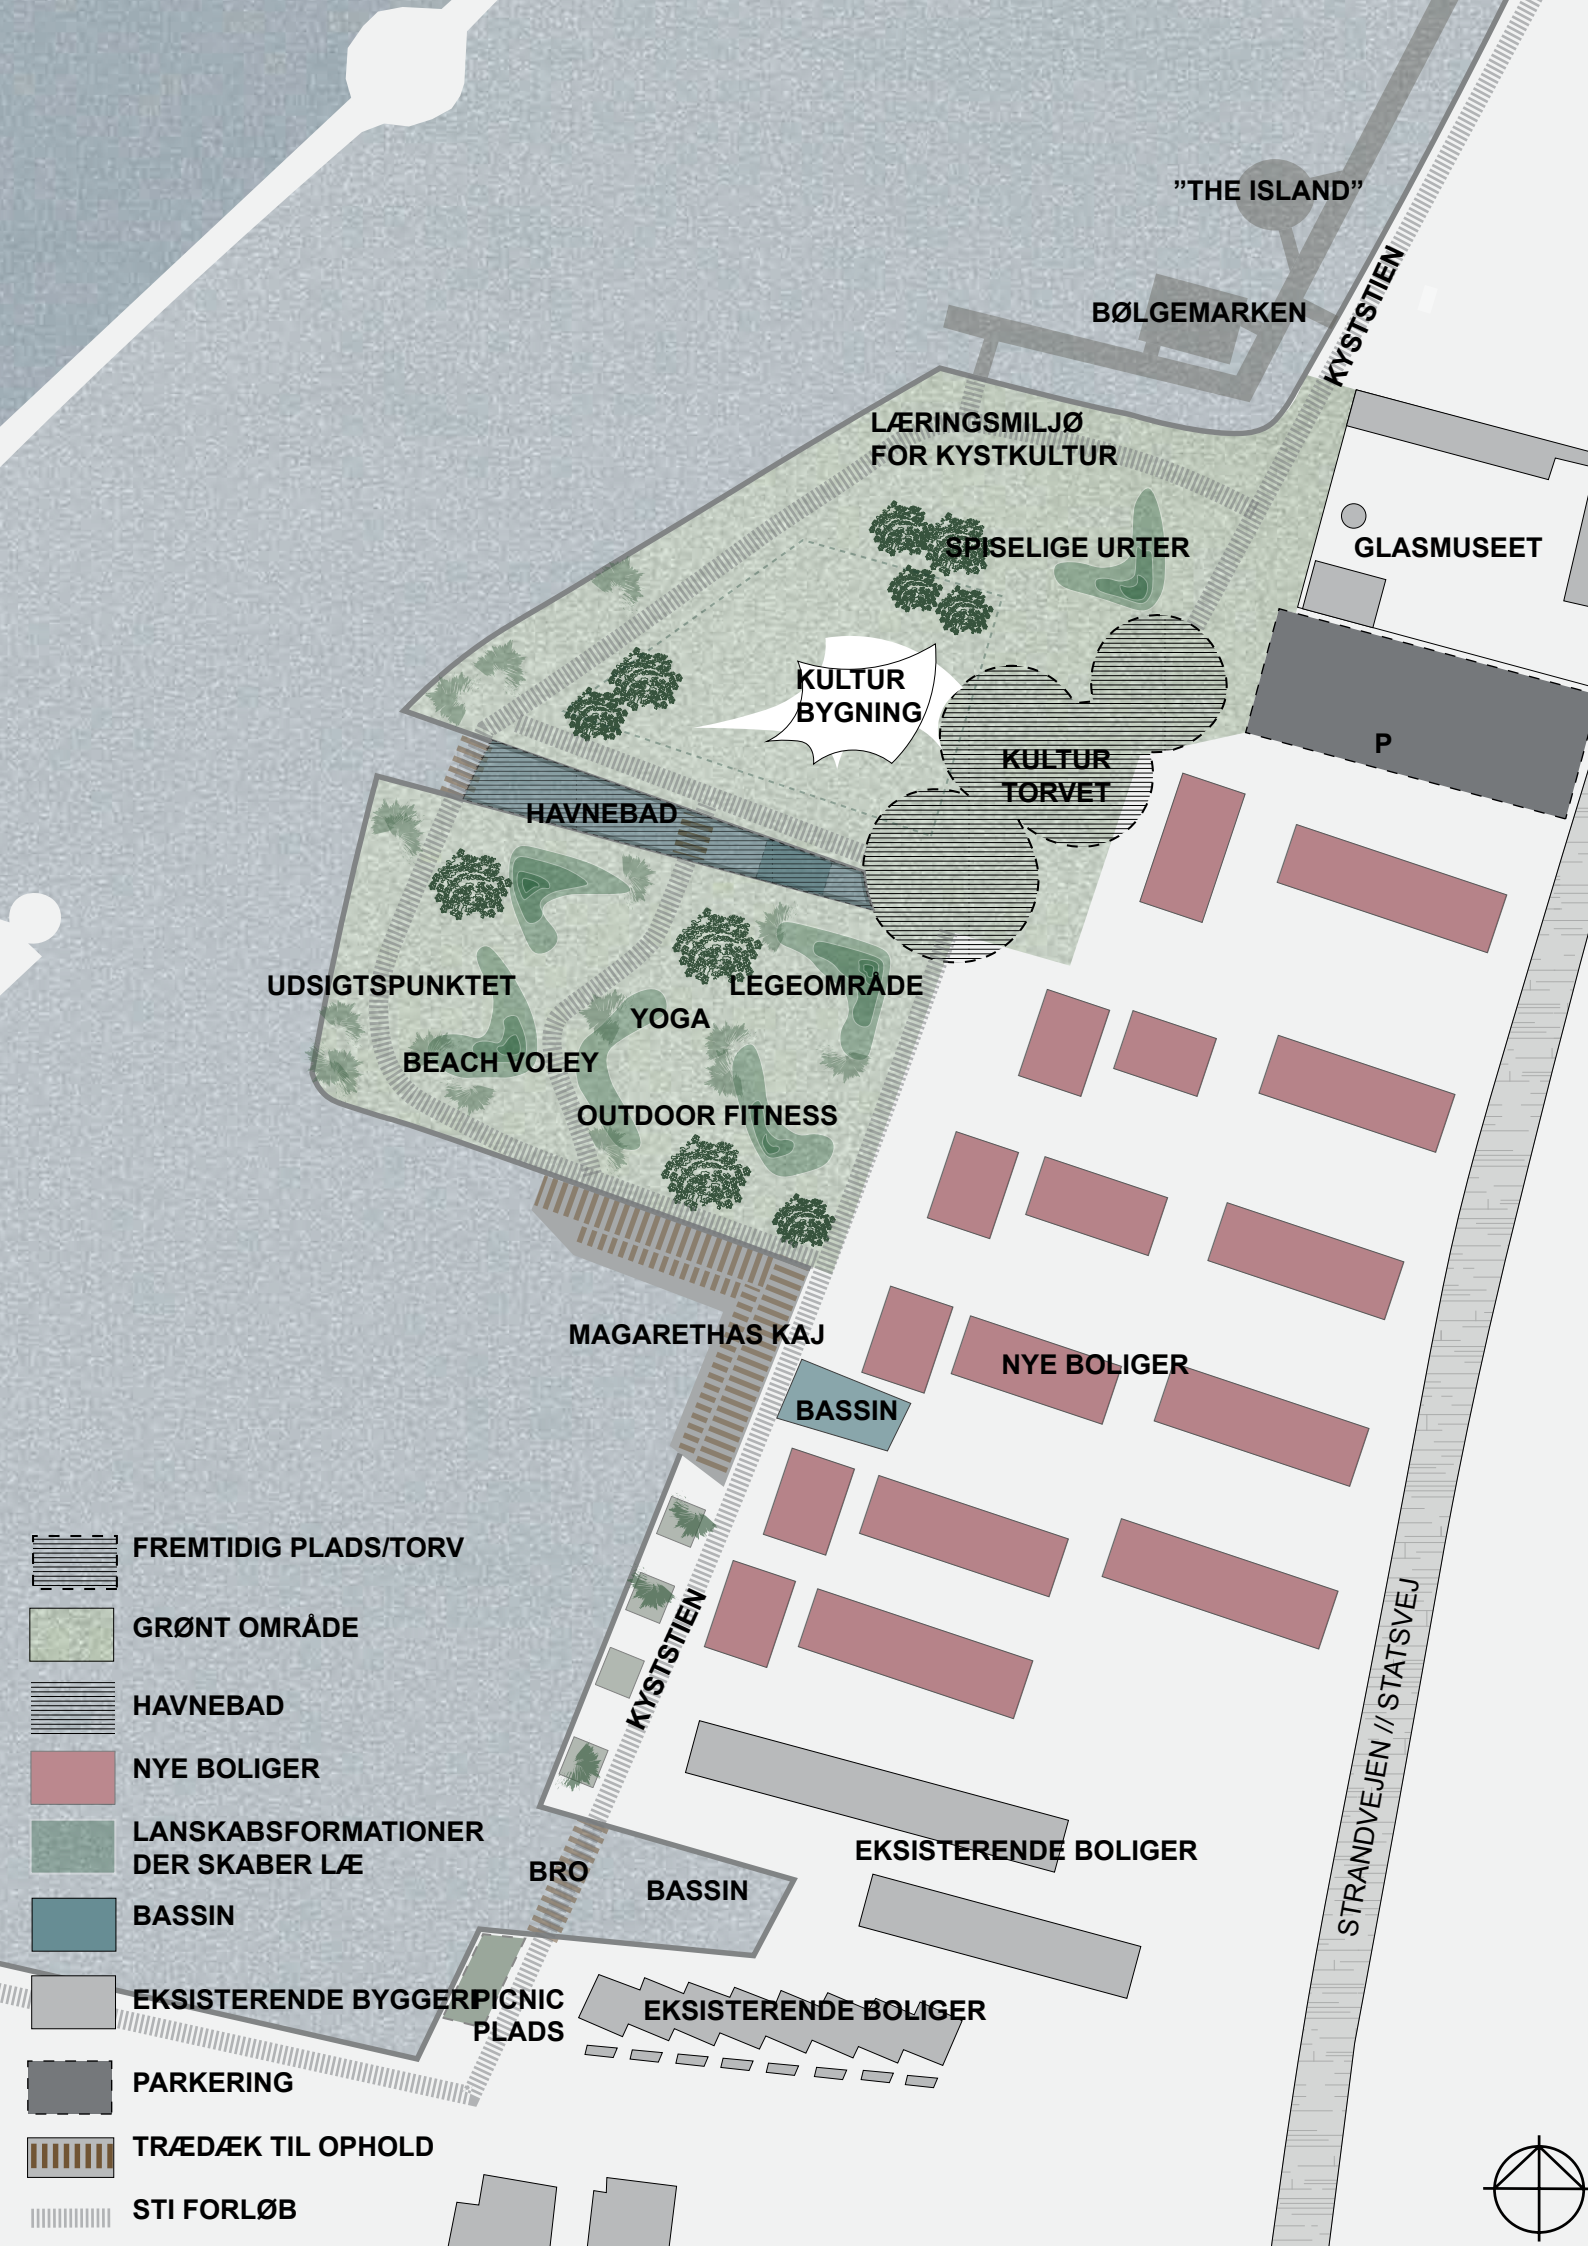 ”THE ISLAND”
BØLGEMARKEN
KYSTSTIEN
LÆRINGSMILJØ
FOR KYSTKULTUR
SPISELIGE URTER
GLASMUSEET
KULTUR
BYGNING
KULTUR
TORVET
P
HAVNEBAD
UDSIGTSPUNKTET
LEGEOMRÅDE
YOGA
BEACH VOLEY
OUTDOOR FITNESS
MAGARETHAS KAJ
NYE BOLIGER
BASSIN
KYSTSTIEN
STRANDVEJEN // STATSVEJ
EKSISTERENDE BOLIGER
BRO
BASSIN
PICNIC
PLADS
EKSISTERENDE BOLIGER
FREMTIDIG PLADS/TORV
GRØNT OMRÅDE
HAVNEBAD
NYE BOLIGER
LANSKABSFORMATIONER
DER SKABER LÆ
BASSIN
EKSISTERENDE BYGGERI
PARKERING
TRÆDÆK TIL OPHOLD
STI FORLØB